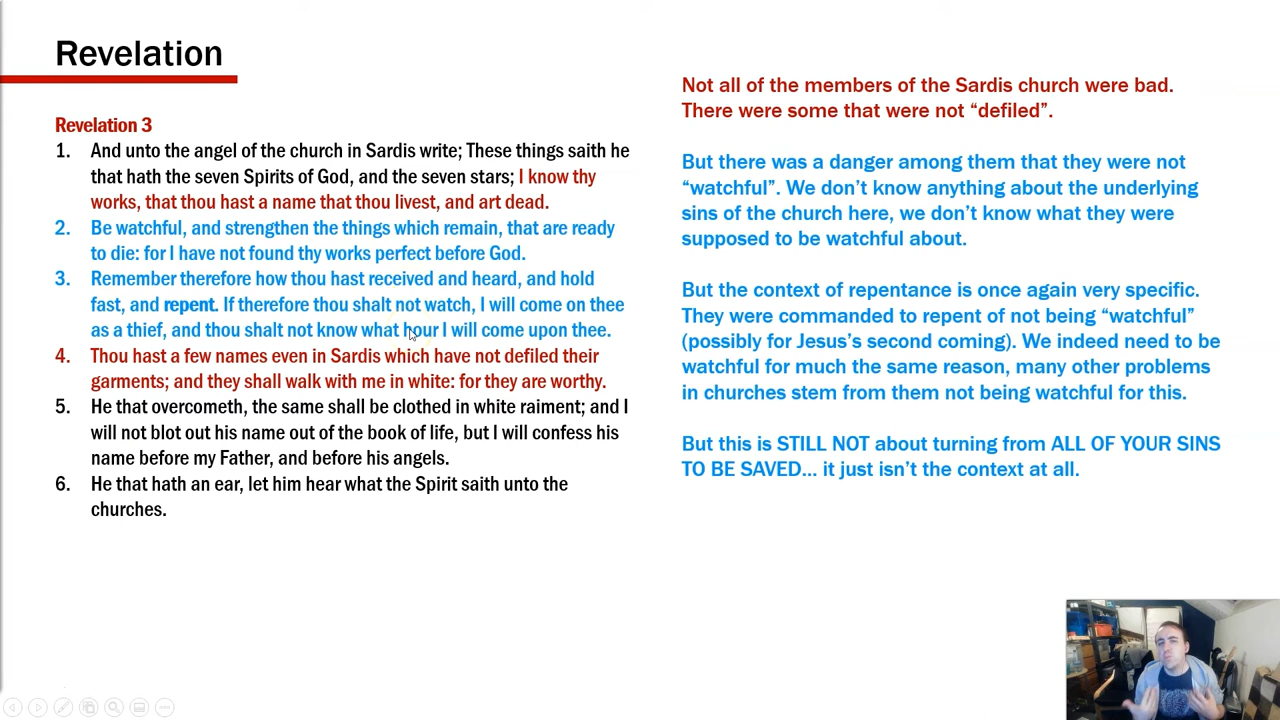 Revelation
Revelation 3
1. And unto the angel of the church in Sardis write; These things saith he
that hath the seven Spirits of God, and the seven stars; I know thy
works, that thou hast a name that thou livest, and art dead.
2. Be watchful, and strengthen the things which remain, that are ready
to die: for I have not found thy works perfect before God.
3. Remember therefore how thou hast received and heard, and hold
fast, and repent. If therefore thou shalt not watch, I will come on thee
as a thief, and thou shalt not know what hour I will come upon thee.
4. Thou hast a few names even in Sardis which have not defiled their
garments; and they shall walk with me in white: for they are worthy.
5. He that overcometh, the same shall be clothed in white raiment; and I
will not blot out his name out of the book of life, but I will confess his
name before my Father, and before his angels.
6. He that hath an ear, let him hear what the Spirit saith unto the
churches.
Not all of the members of the Sardis church were bad.
There were some that were not “defiled”.
But there was a danger among them that they were not
“watchful”. We don’t know anything about the underlying
sins of the church here, we don’t know what they were
supposed to be watchful about.
But the context of repentance is once again very specific.
They were commanded to repent of not being “watchful”
(possibly for Jesus’s second coming). We indeed need to be
watchful for much the same reason, many other problems
in churches stem from them not being watchful for this.
But this is STILL NOT about turning from ALL OF YOUR SINS
TO BE SAVED… it just isn’t the context at all.